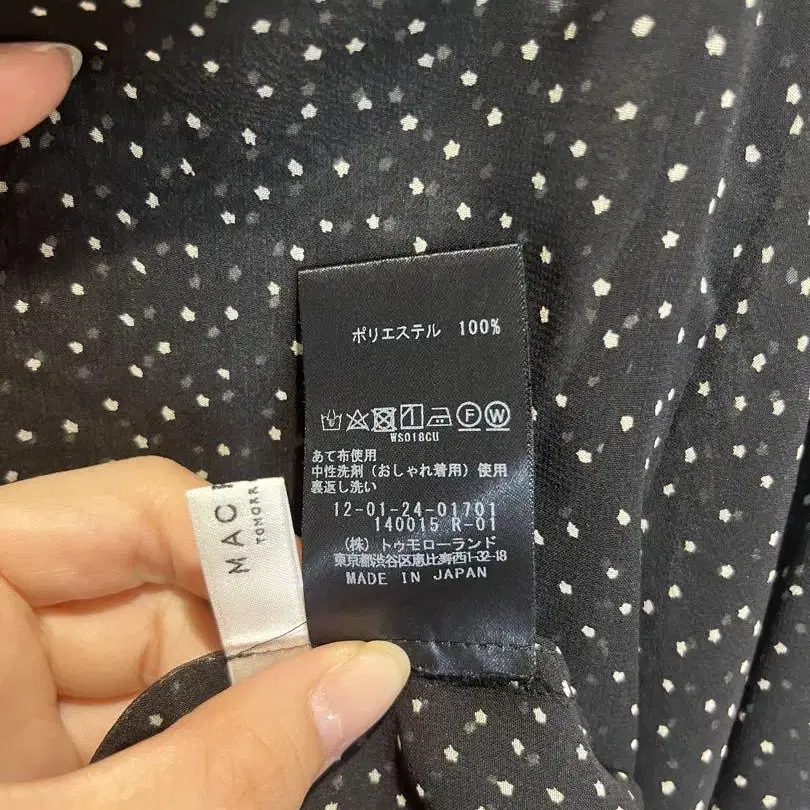 ポリエステル 100%
WS018CU
あて布使用
中性洗剤（おしゃれ着用）使用
裏返し洗い
12-01-24-01701
140015 R-01
(株) トゥモローランド
東京都渋谷区恵比寿西1-32-18
MADE IN JAPAN
MAC
TOMORR